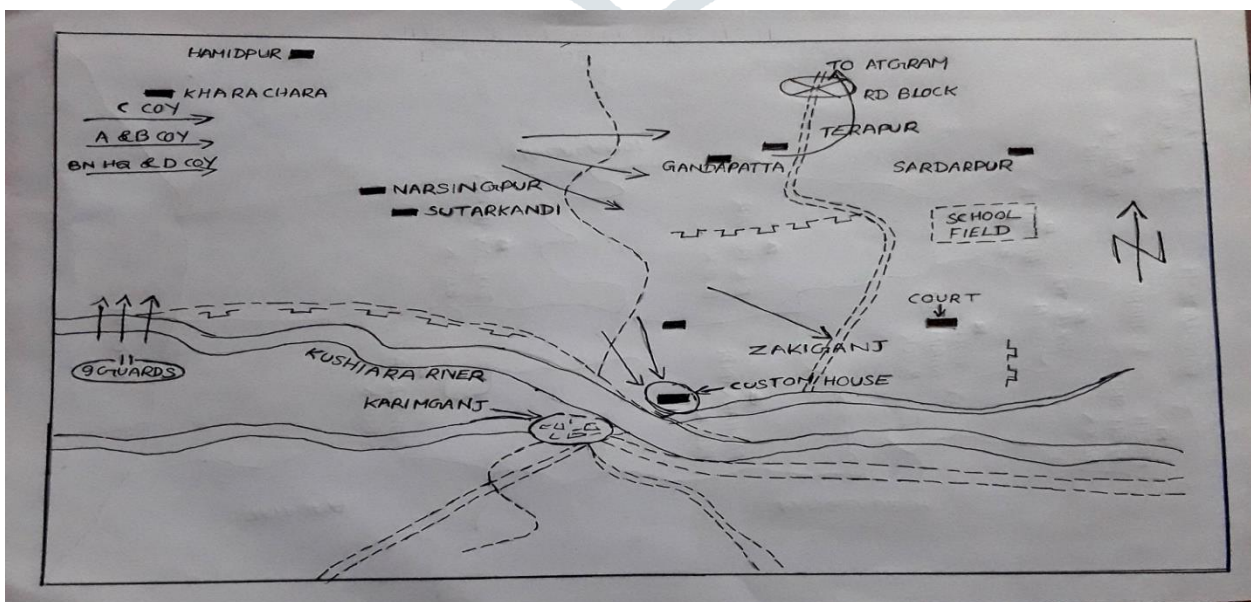 HAMIDPUR
KHARACHARA
C COY
A & B COY
BN HQ & D COY
TO ATGRAM
RD BLOCK
TERAPUR
GANDAPATTA
SARDARPUR
NARSINGPUR
SUTARKANDI
SCHOOL
FIELD
N
COURT
ZAKIGANJ
11
9 GUARDS
KUSHIARA RIVER
CUSTOM HOUSE
KARIMGANJ